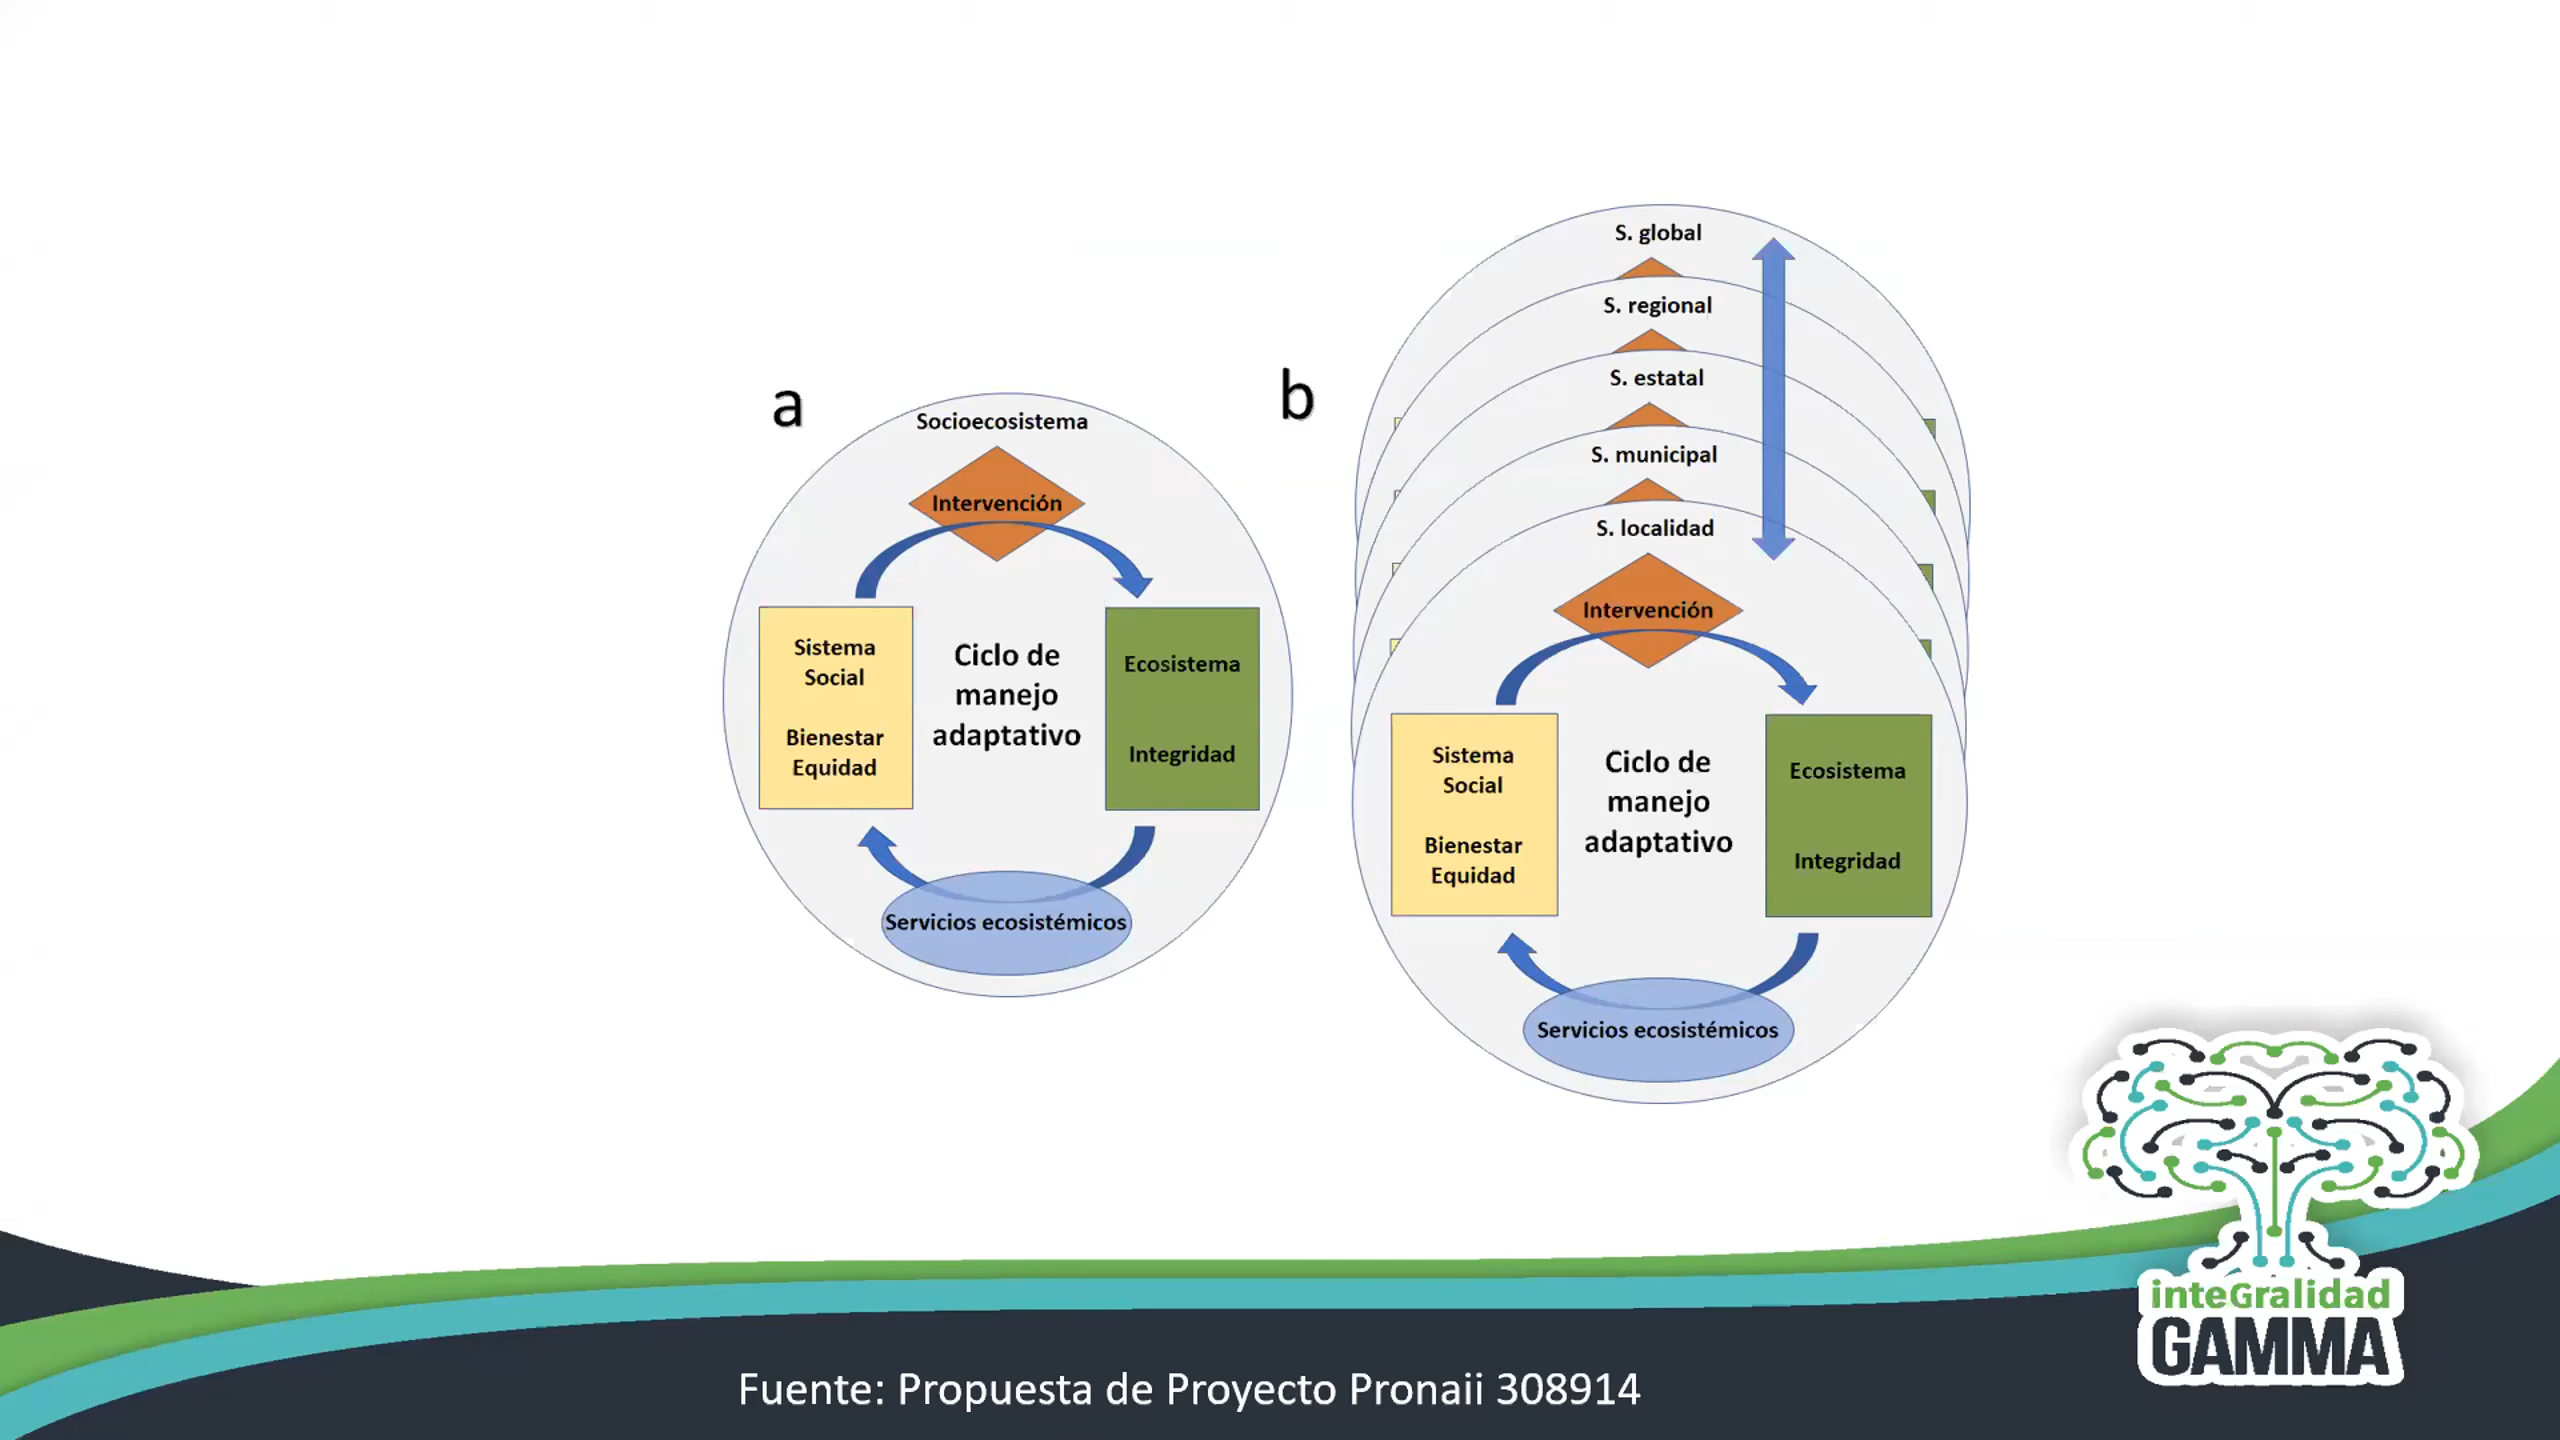 a
Socioecosistema
Intervención
Sistema
Social
Bienestar
Equidad
Ciclo de
manejo
adaptativo
Ecosistema
Integridad
Servicios ecosistémicos
b
S. global
S. regional
S. estatal
S. municipal
S. localidad
Intervención
Sistema
Social
Bienestar
Equidad
Ciclo de
manejo
adaptativo
Ecosistema
Integridad
Servicios ecosistémicos
inteGralidad
GAMMA
Fuente: Propuesta de Proyecto Pronaii 308914